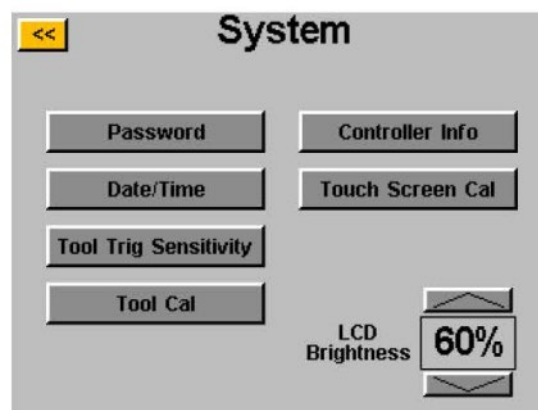 <<
System
Password
Controller Info
Date/Time
Touch Screen Cal
Tool Trig Sensitivity
Tool Cal
LCD
Brightness
60%